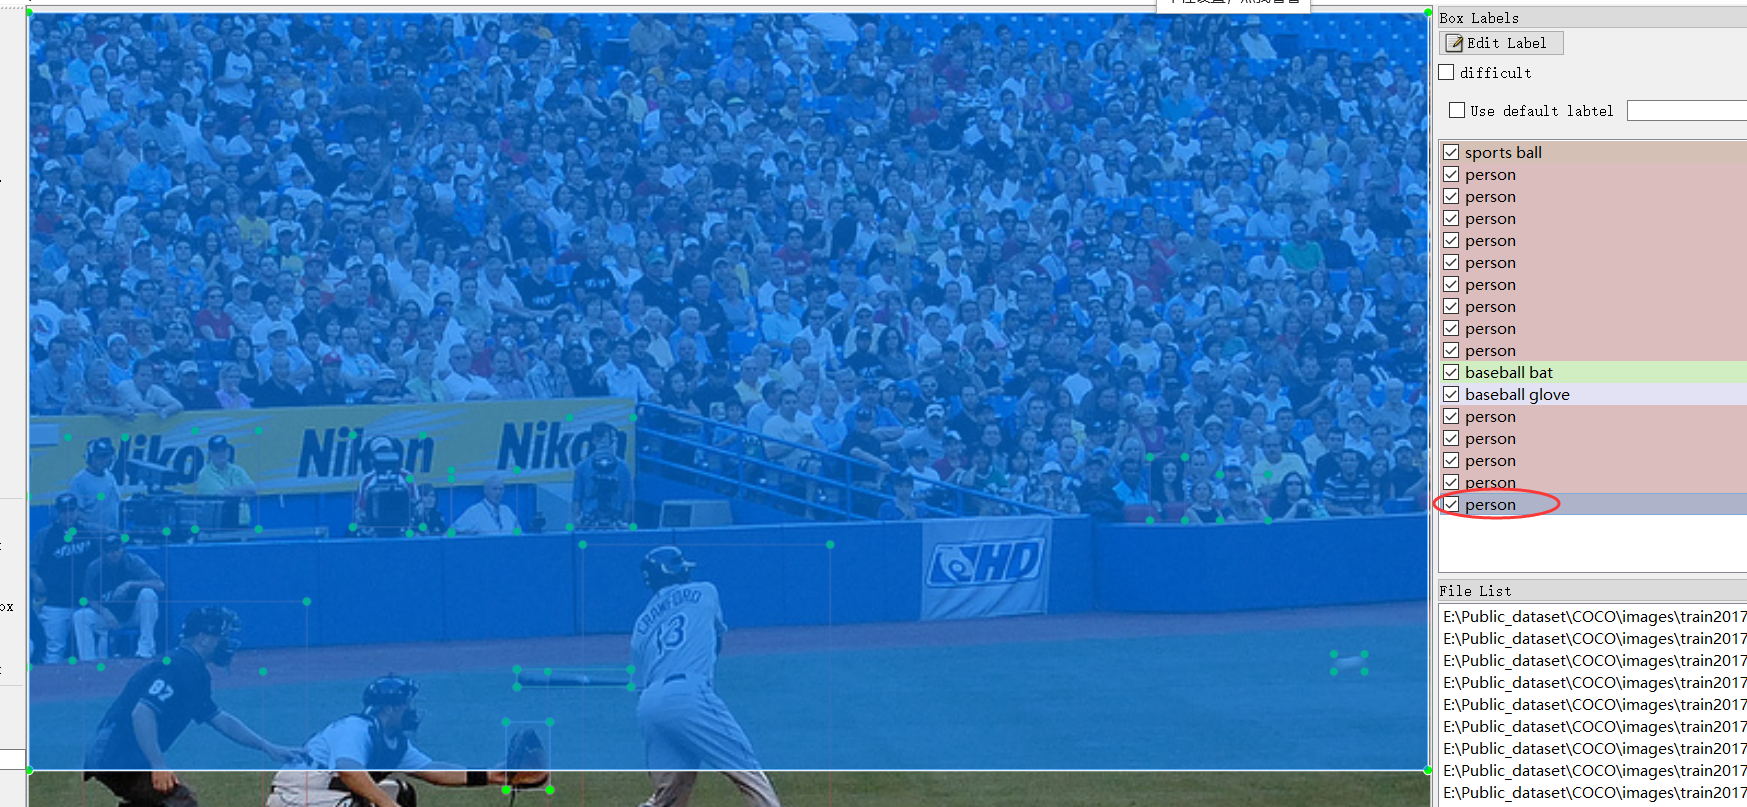 Box Labels
Edit Label
difficult
Use default labtel
sports ball
person
person
person
person
person
person
person
person
person
baseball bat
baseball glove
person
person
person
person
person
File List
E:\Public_dataset\COCO\images\train2017
E:\Public_dataset\COCO\images\train2017
E:\Public_dataset\COCO\images\train2017
E:\Public_dataset\COCO\images\train2017
E:\Public_dataset\COCO\images\train2017
E:\Public_dataset\COCO\images\train2017
E:\Public_dataset\COCO\images\train2017
E:\Public_dataset\COCO\images\train2017
E:\Public_dataset\COCO\images\train2017
Nikon
Nikon
Nikon
HD
CRAWFORD
13
87
ox